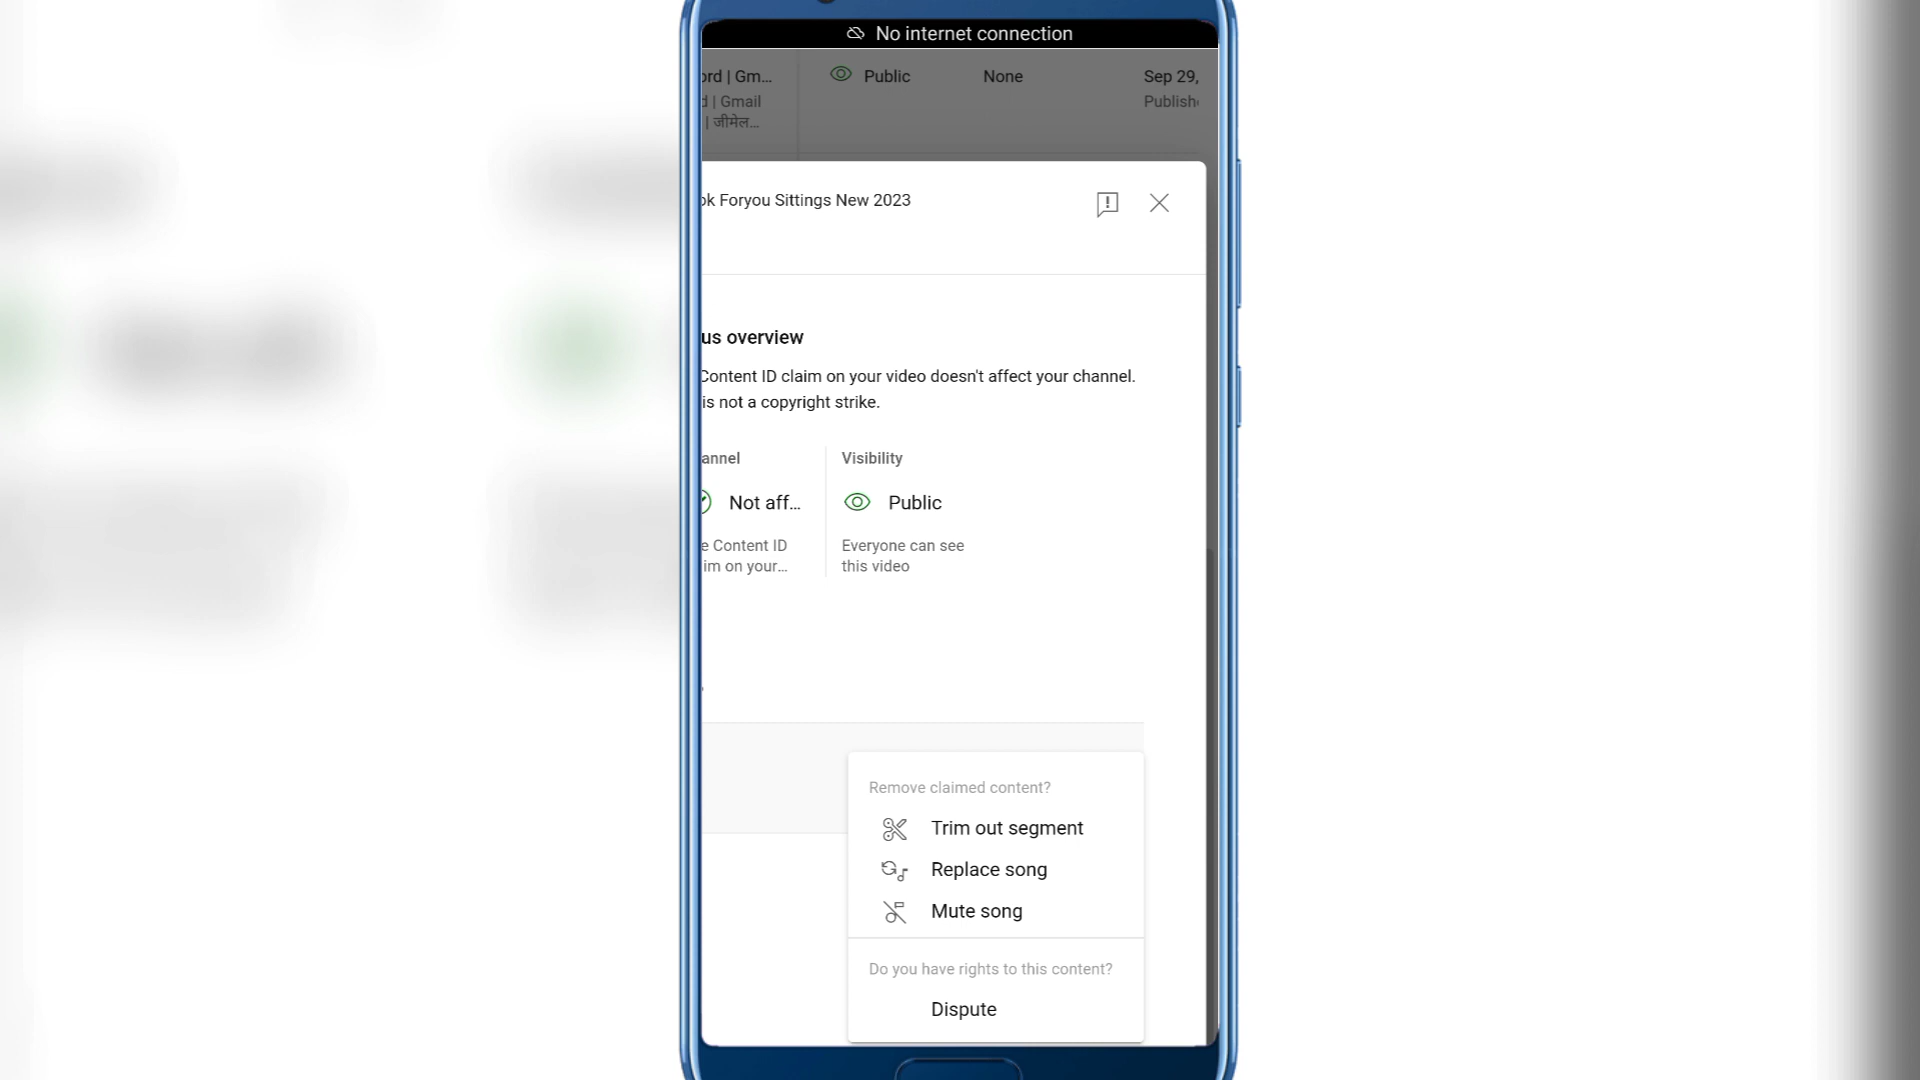 No internet connection
ord | Gm... Public None Sep 29,
d | Gmail Publish
| जीमेल...
ok Foryou Sittings New 2023
us overview
Content ID claim on your video doesn't affect your channel.
is not a copyright strike.
annel Visibility
Not aff... Public
e Content ID Everyone can see
im on your... this video
Remove claimed content?
Trim out segment
Replace song
Mute song
Do you have rights to this content?
Dispute